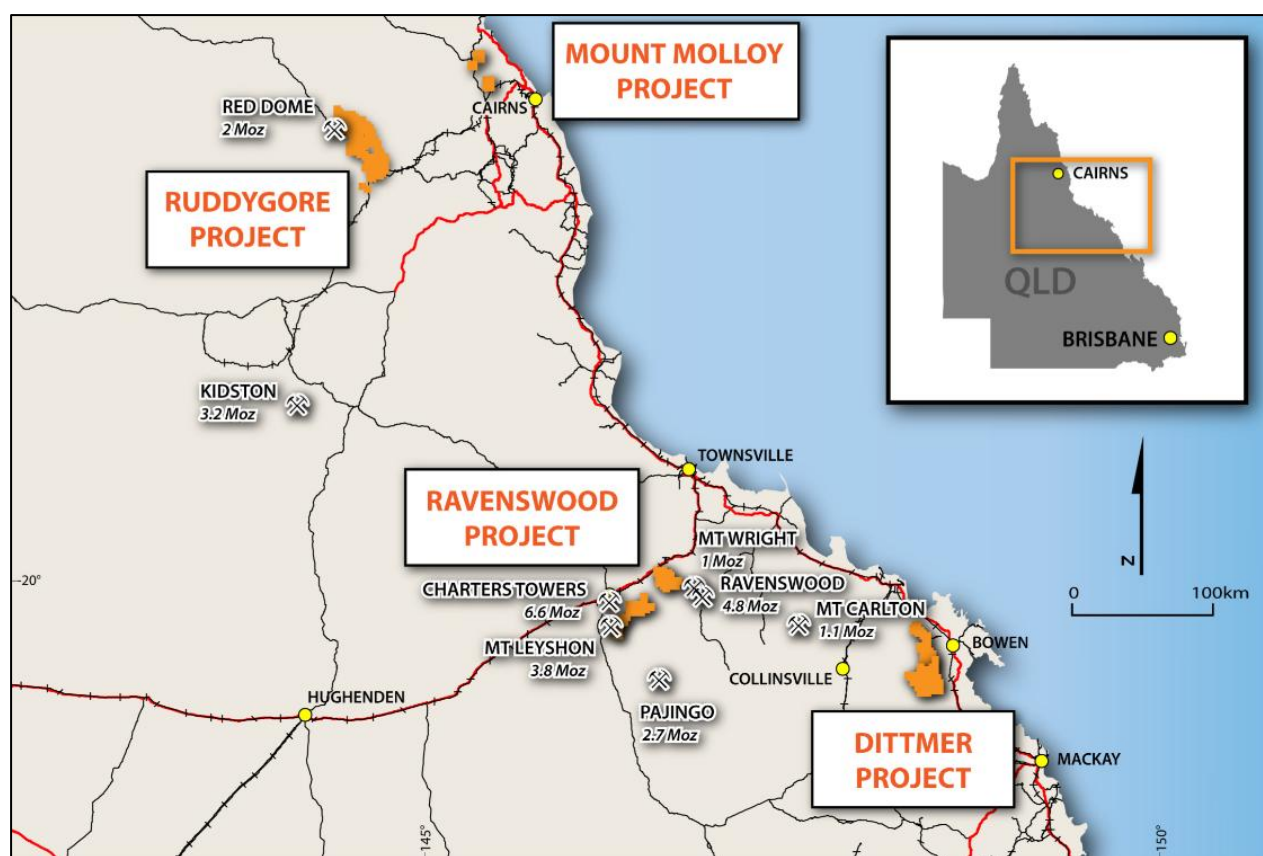 MOUNT MOLLOY
PROJECT
CAIRNS
RED DOME
2 Moz
RUDDYGORE
PROJECT
CAIRNS
QLD
BRISBANE
KIDSTON
3.2 Moz
TOWNSVILLE
RAVENSWOOD
PROJECT
MT WRIGHT
1 Moz
RAVENSWOOD
4.8 Moz
CHARTERS TOWERS
6.6 Moz
MT CARLTON
1.1 Moz
MT LEYSHON
3.8 Moz
BOWEN
COLLINSVILLE
PAJINGO
2.7 Moz
HUGHENDEN
DITTMER
PROJECT
MACKAY
N
0
100km
-20°
-145°
-150°